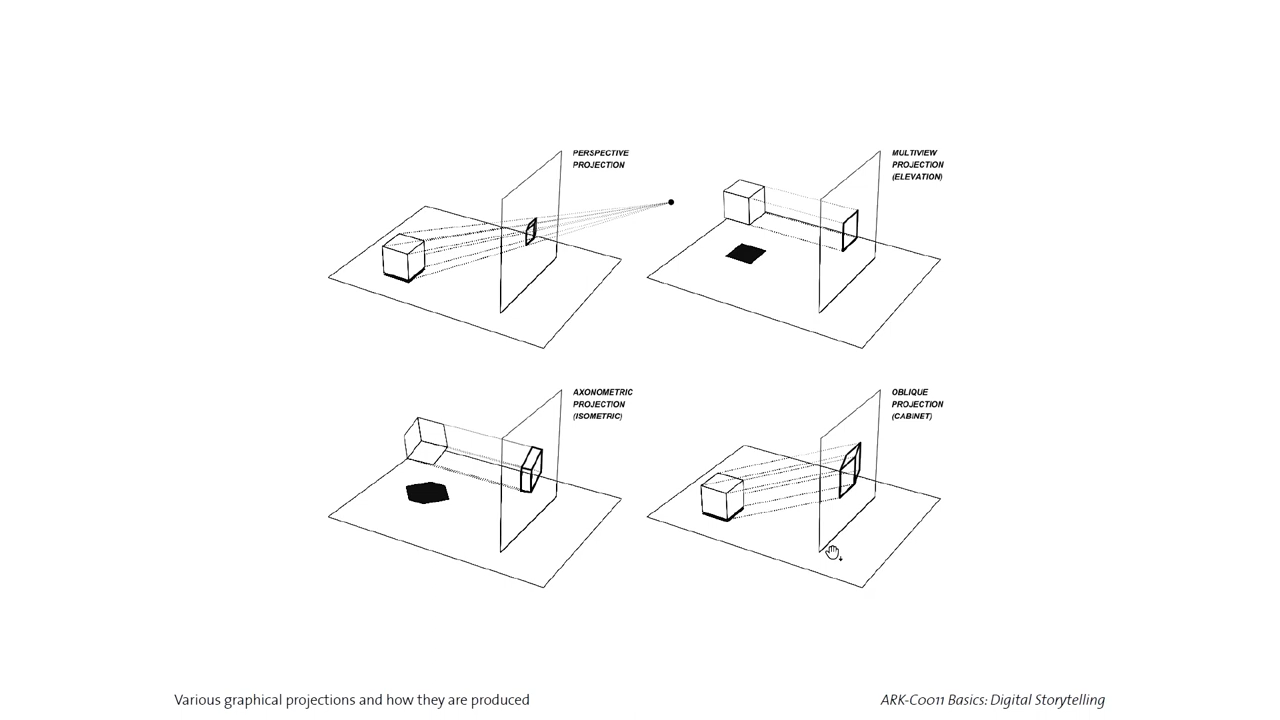 PERSPECTIVE
PROJECTION
MULTIVIEW
PROJECTION
(ELEVATION)
AXONOMETRIC
PROJECTION
(ISOMETRIC)
OBLIQUE
PROJECTION
(CABINET)
Various graphical projections and how they are produced
ARK-C0011 Basics: Digital Storytelling